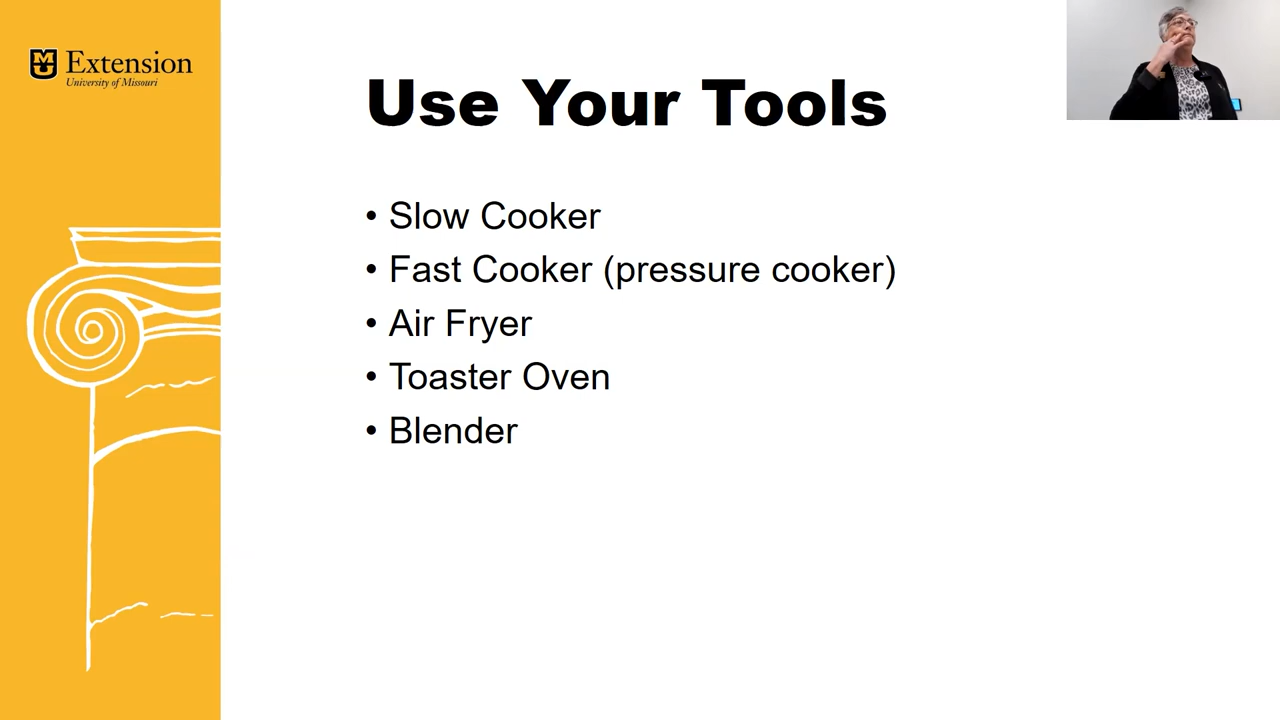 Extension
University of Missouri
Use Your Tools
• Slow Cooker
• Fast Cooker (pressure cooker)
• Air Fryer
• Toaster Oven
• Blender